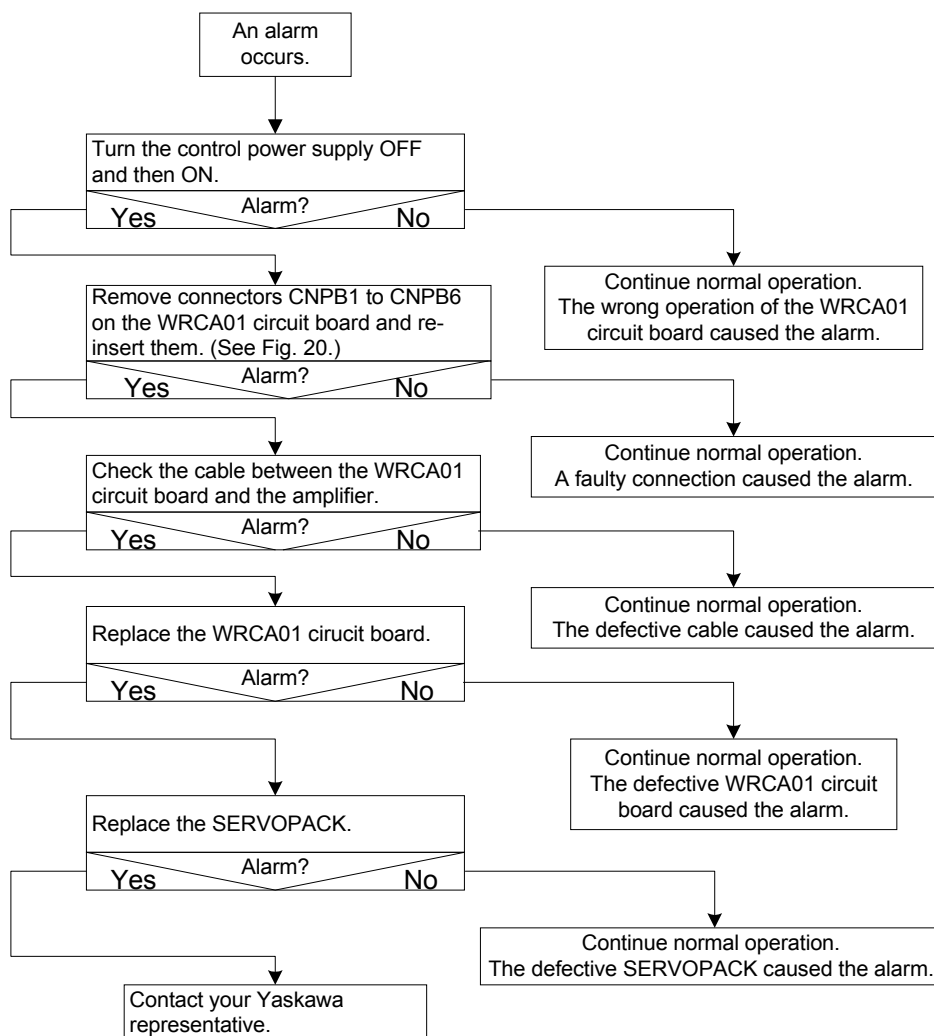 An alarm
occurs.
Turn the control power supply OFF
and then ON.
Alarm?
Yes
No
Continue normal operation.
The wrong operation of the WRCA01
circuit board caused the alarm.
Remove connectors CNPB1 to CNPB6
on the WRCA01 circuit board and re-
insert them. (See Fig. 20.)
Alarm?
Yes
No
Continue normal operation.
A faulty connection caused the alarm.
Check the cable between the WRCA01
circuit board and the amplifier.
Alarm?
Yes
No
Continue normal operation.
The defective cable caused the alarm.
Replace the WRCA01 cirucit board.
Alarm?
Yes
No
Continue normal operation.
The defective WRCA01 circuit
board caused the alarm.
Replace the SERVOPACK.
Alarm?
Yes
No
Continue normal operation.
The defective SERVOPACK caused the alarm.
Contact your Yaskawa
representative.